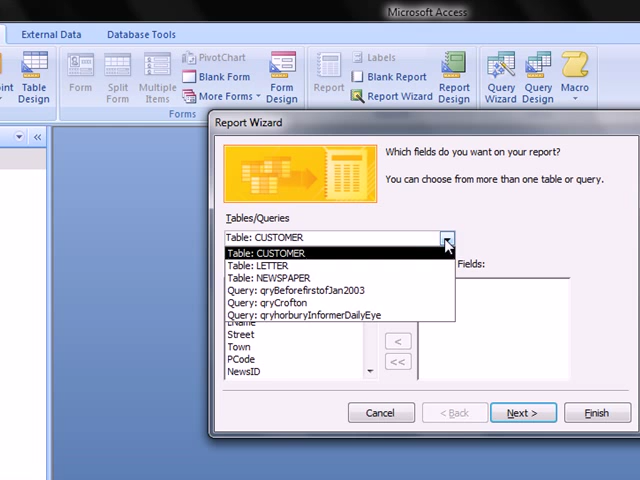 Microsoft Access
External Data
Database Tools
Table
Design
Form
Split
Form
Multiple
Items
PivotChart
Blank Form
More Forms
Form
Design
Forms
Report
Labels
Blank Report
Report Wizard
Report
Design
Query
Wizard
Query
Design
Macro
Report Wizard
Which fields do you want on your report?
You can choose from more than one table or query.
Tables/Queries
Table: CUSTOMER
Table: CUSTOMER
Table: LETTER
Table: NEWSPAPER
Query: qryBeforefirstofJan2003
Query: qryCrofton
Query: qryhorburyInformerDailyEye
Fields:
Street
Town
PCode
NewsID
<
<<
Cancel
< Back
Next >
Finish